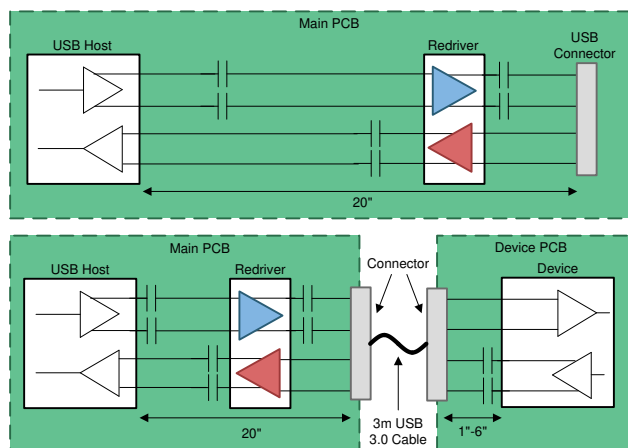 Main PCB
USB
Connector
USB Host
Redriver
20"
Main PCB
Device PCB
USB Host
Redriver
Connector
Device
20"
3m USB
3.0 Cable
1"-6"